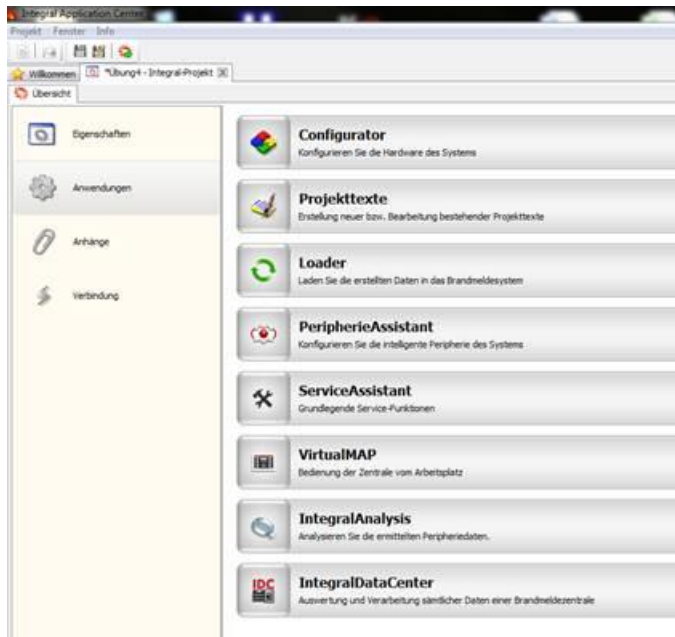 Integral Application Center
Projekt Fenster Info
Willkommen *Übung4 - Integral-Projekt
Übersicht
Eigenschaften
Anwendungen
Anhänge
Verbindung
Configurator
Konfigurieren Sie die Hardware des Systems
Projekttexte
Erstellung neuer bzw. Bearbeitung bestehender Projekttexte
Loader
Laden Sie die erstellten Daten in das Brandmeldesystem
PeripherieAssistant
Konfigurieren Sie die intelligente Peripherie des Systems
ServiceAssistant
Grundlegende Service-Funktionen
VirtualMAP
Bedienung der Zentrale vom Arbeitsplatz
IntegralAnalysis
Analysieren Sie die ermittelten Peripheriedaten.
IDC
IntegralDataCenter
Auswertung und Verarbeitung sämtlicher Daten einer Brandmeldezentrale